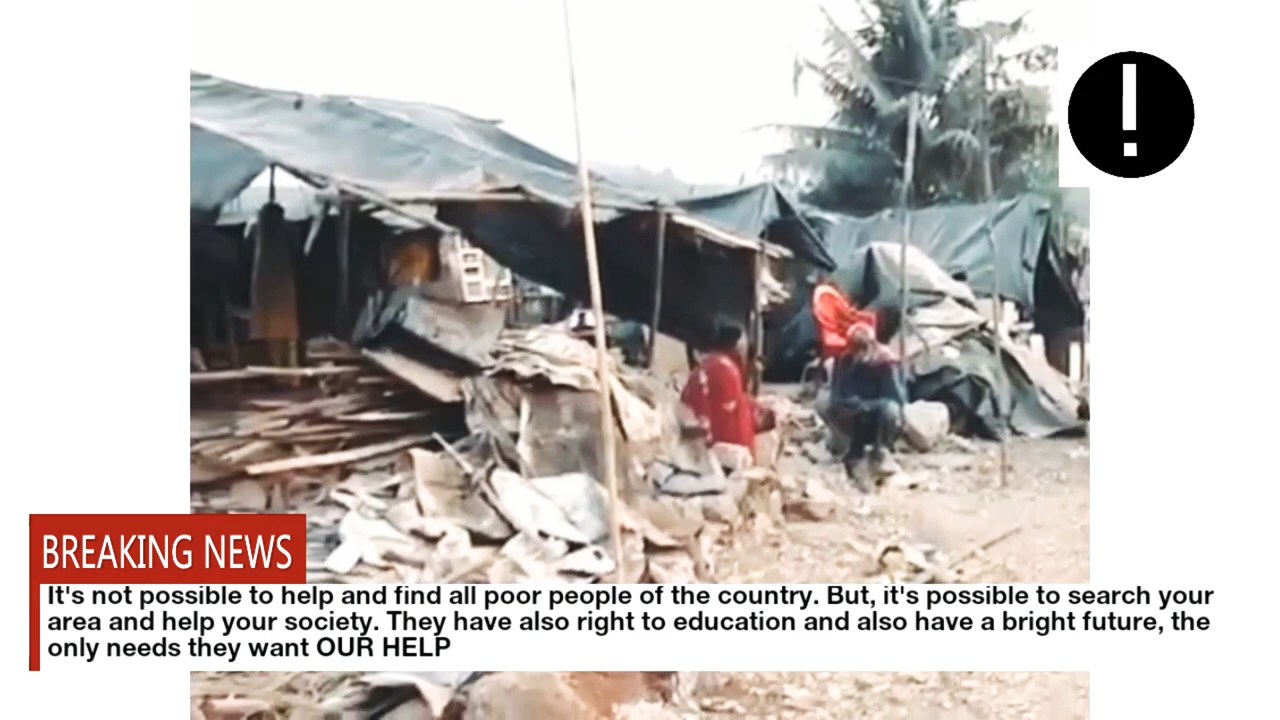 !
BREAKING NEWS
It's not possible to help and find all poor people of the country. But, it's possible to search your
area and help your society. They have also right to education and also have a bright future, the
only needs they want OUR HELP